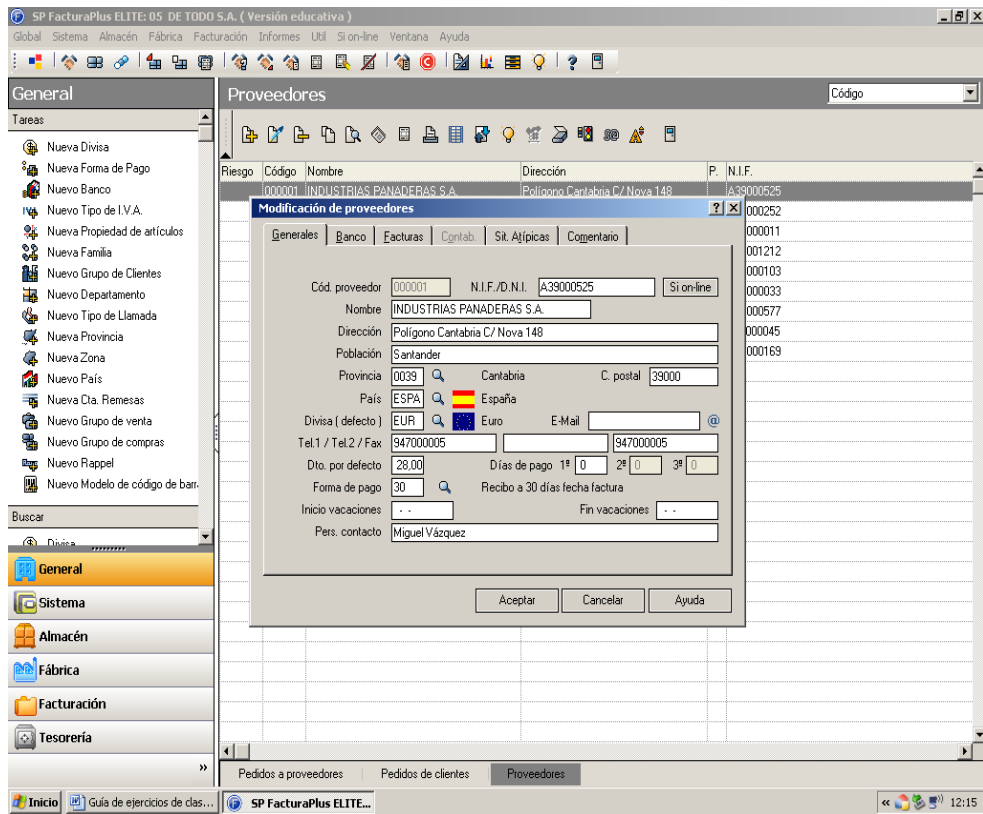 SP FacturaPlus ELITE: 05 DE TODO S.A. ( Versión educativa )
Global Sistema Almacén Fábrica Facturación Informes Util Si on-line Ventana Ayuda
General
Proveedores
Código
Tareas
Nueva Divisa
Nueva Forma de Pago
Nuevo Banco
Nuevo Tipo de I.V.A.
Nueva Propiedad de artículos
Nueva Familia
Nuevo Grupo de Clientes
Nuevo Departamento
Nuevo Tipo de Llamada
Nueva Provincia
Nueva Zona
Nuevo País
Nueva Cta. Remesas
Nuevo Grupo de venta
Nuevo Grupo de compras
Nuevo Rappel
Nuevo Modelo de código de barr
Buscar
Divisa
General
Sistema
Almacén
Fábrica
Facturación
Tesorería
»
Riesgo Código Nombre Dirección P. N.I.F.
000001 INDUSTRIAS PANADERAS S.A. Polígono Cantabria C/ Nova 148 A39000525
000252
000011
001212
000103
000033
000577
000045
000169
Modificación de proveedores
Generales Banco Facturas Contab. Sit. Atípicas Comentario
Cód. proveedor 000001 N.I.F./D.N.I. A39000525 Si on-line
Nombre INDUSTRIAS PANADERAS S.A.
Dirección Polígono Cantabria C/ Nova 148
Población Santander
Provincia 0039 Cantabria C. postal 39000
País ESPA España
Divisa ( defecto ) EUR Euro E-Mail @
Tel.1 / Tel.2 / Fax 947000005 947000005
Dto. por defecto 28,00 Días de pago 1º 0 2º 0 3º 0
Forma de pago 30 Recibo a 30 días fecha factura
Inicio vacaciones - - Fin vacaciones - -
Pers. contacto Miguel Vázquez
Aceptar Cancelar Ayuda
Pedidos a proveedores Pedidos de clientes Proveedores
Inicio Guía de ejercicios de clas... SP FacturaPlus ELITE... « 12:15